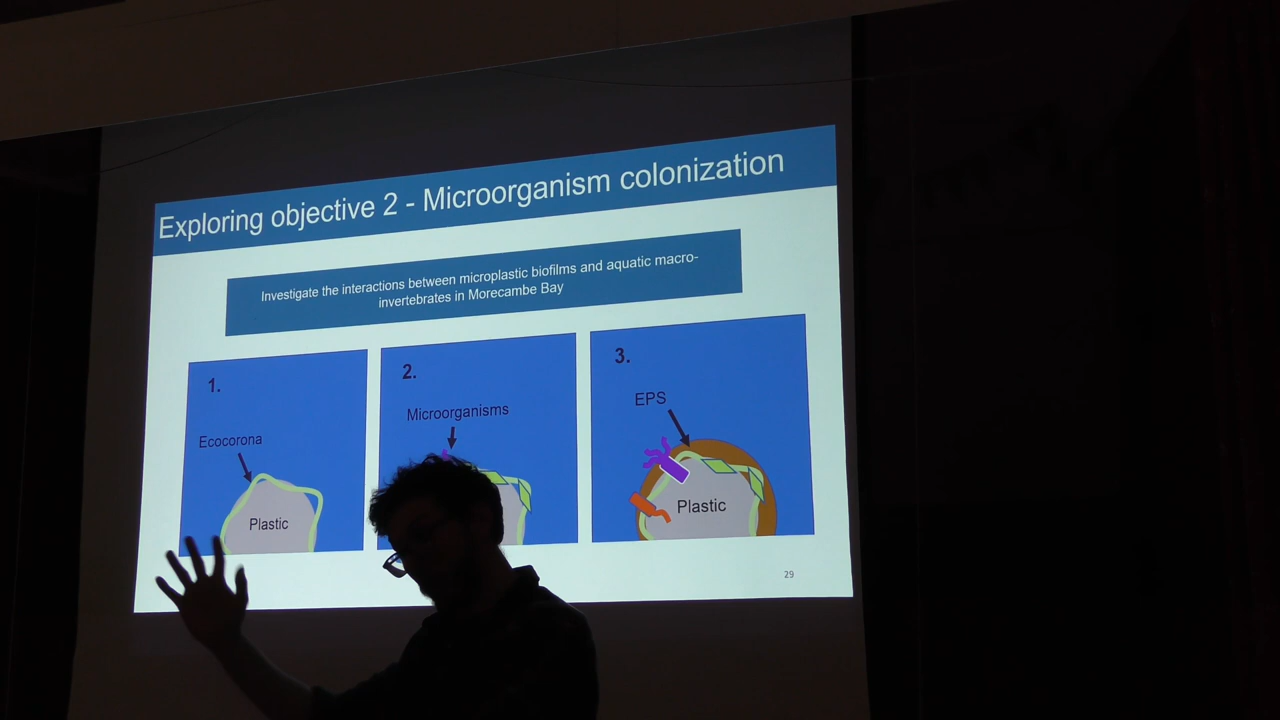 Exploring objective 2 - Microorganism colonization
Investigate the interactions between microplastic biofilms and aquatic macro-
invertebrates in Morecambe Bay
1.
Ecocorona
Plastic
2.
Microorganisms
3.
EPS
Plastic
29